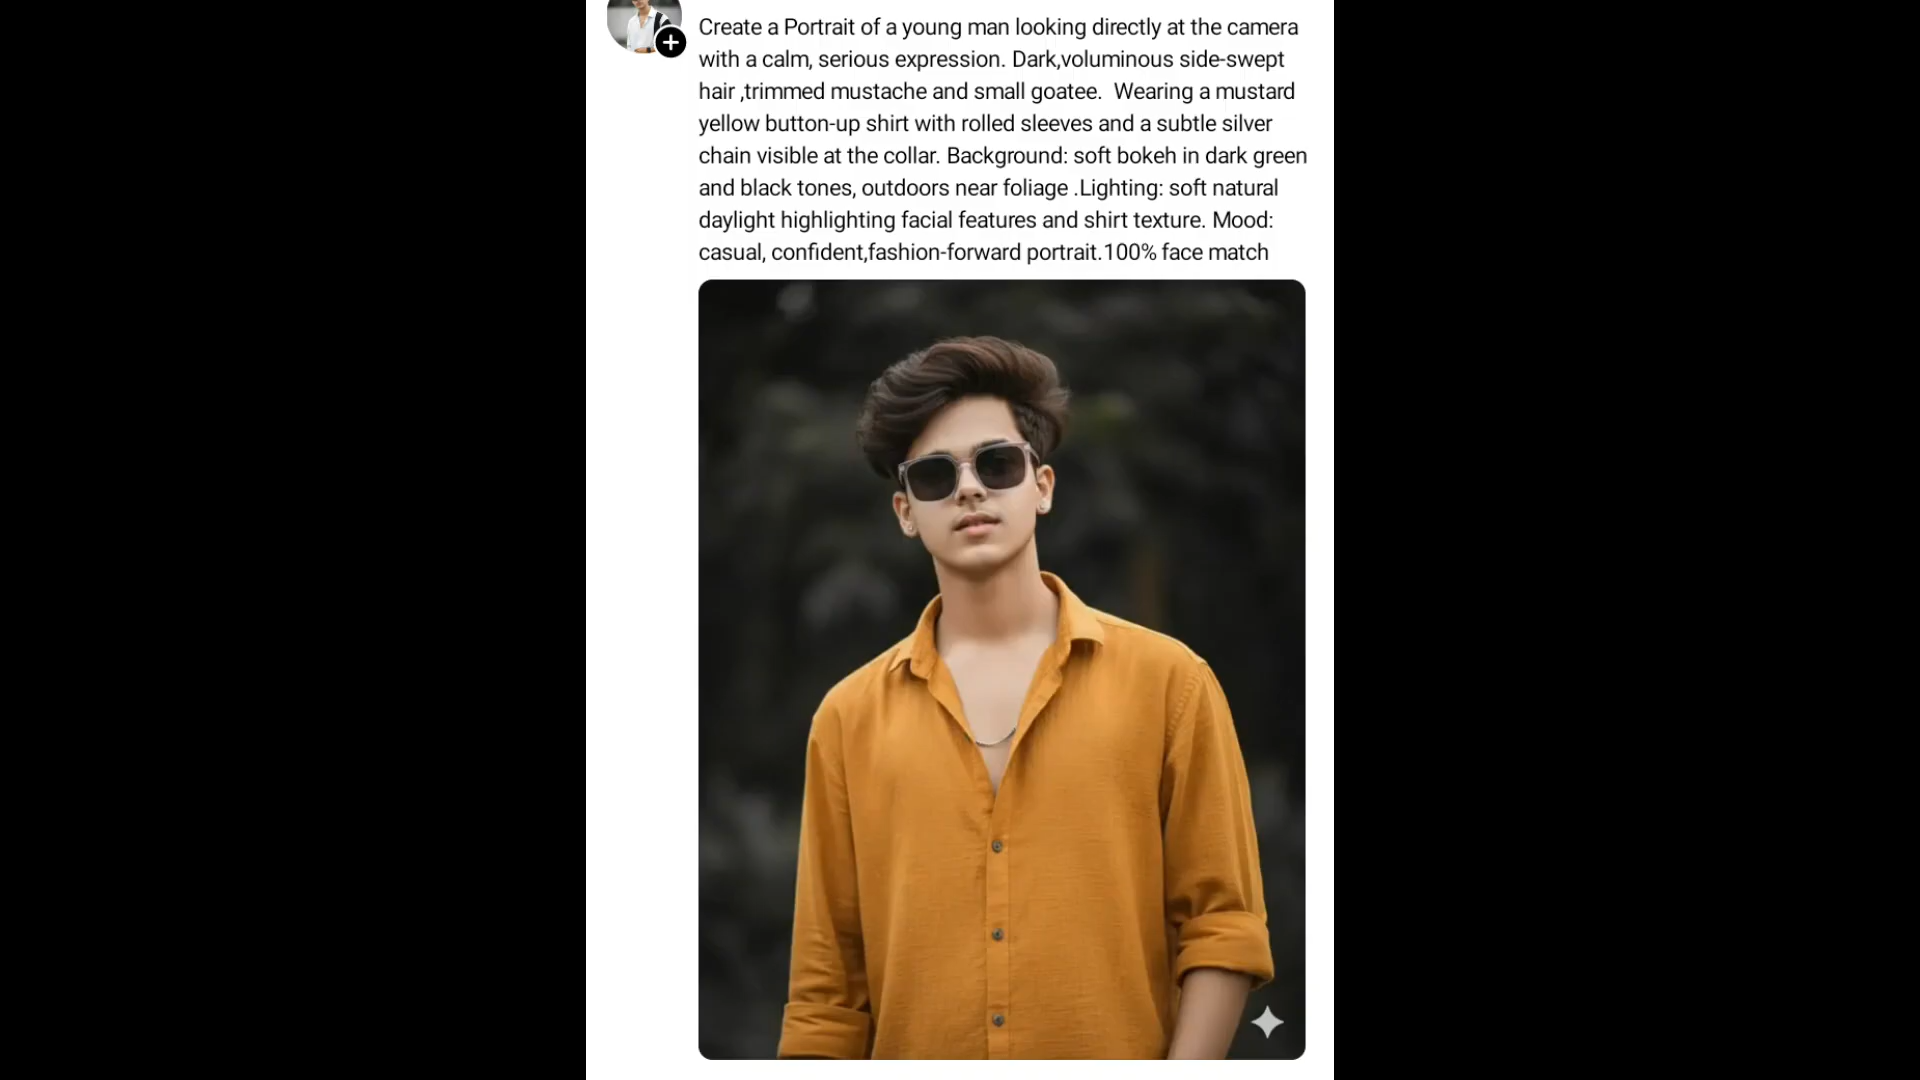 Create a Portrait of a young man looking directly at the camera
with a calm, serious expression. Dark,voluminous side-swept
hair ,trimmed mustache and small goatee.  Wearing a mustard
yellow button-up shirt with rolled sleeves and a subtle silver
chain visible at the collar. Background: soft bokeh in dark green
and black tones, outdoors near foliage .Lighting: soft natural
daylight highlighting facial features and shirt texture. Mood:
casual, confident,fashion-forward portrait.100% face match